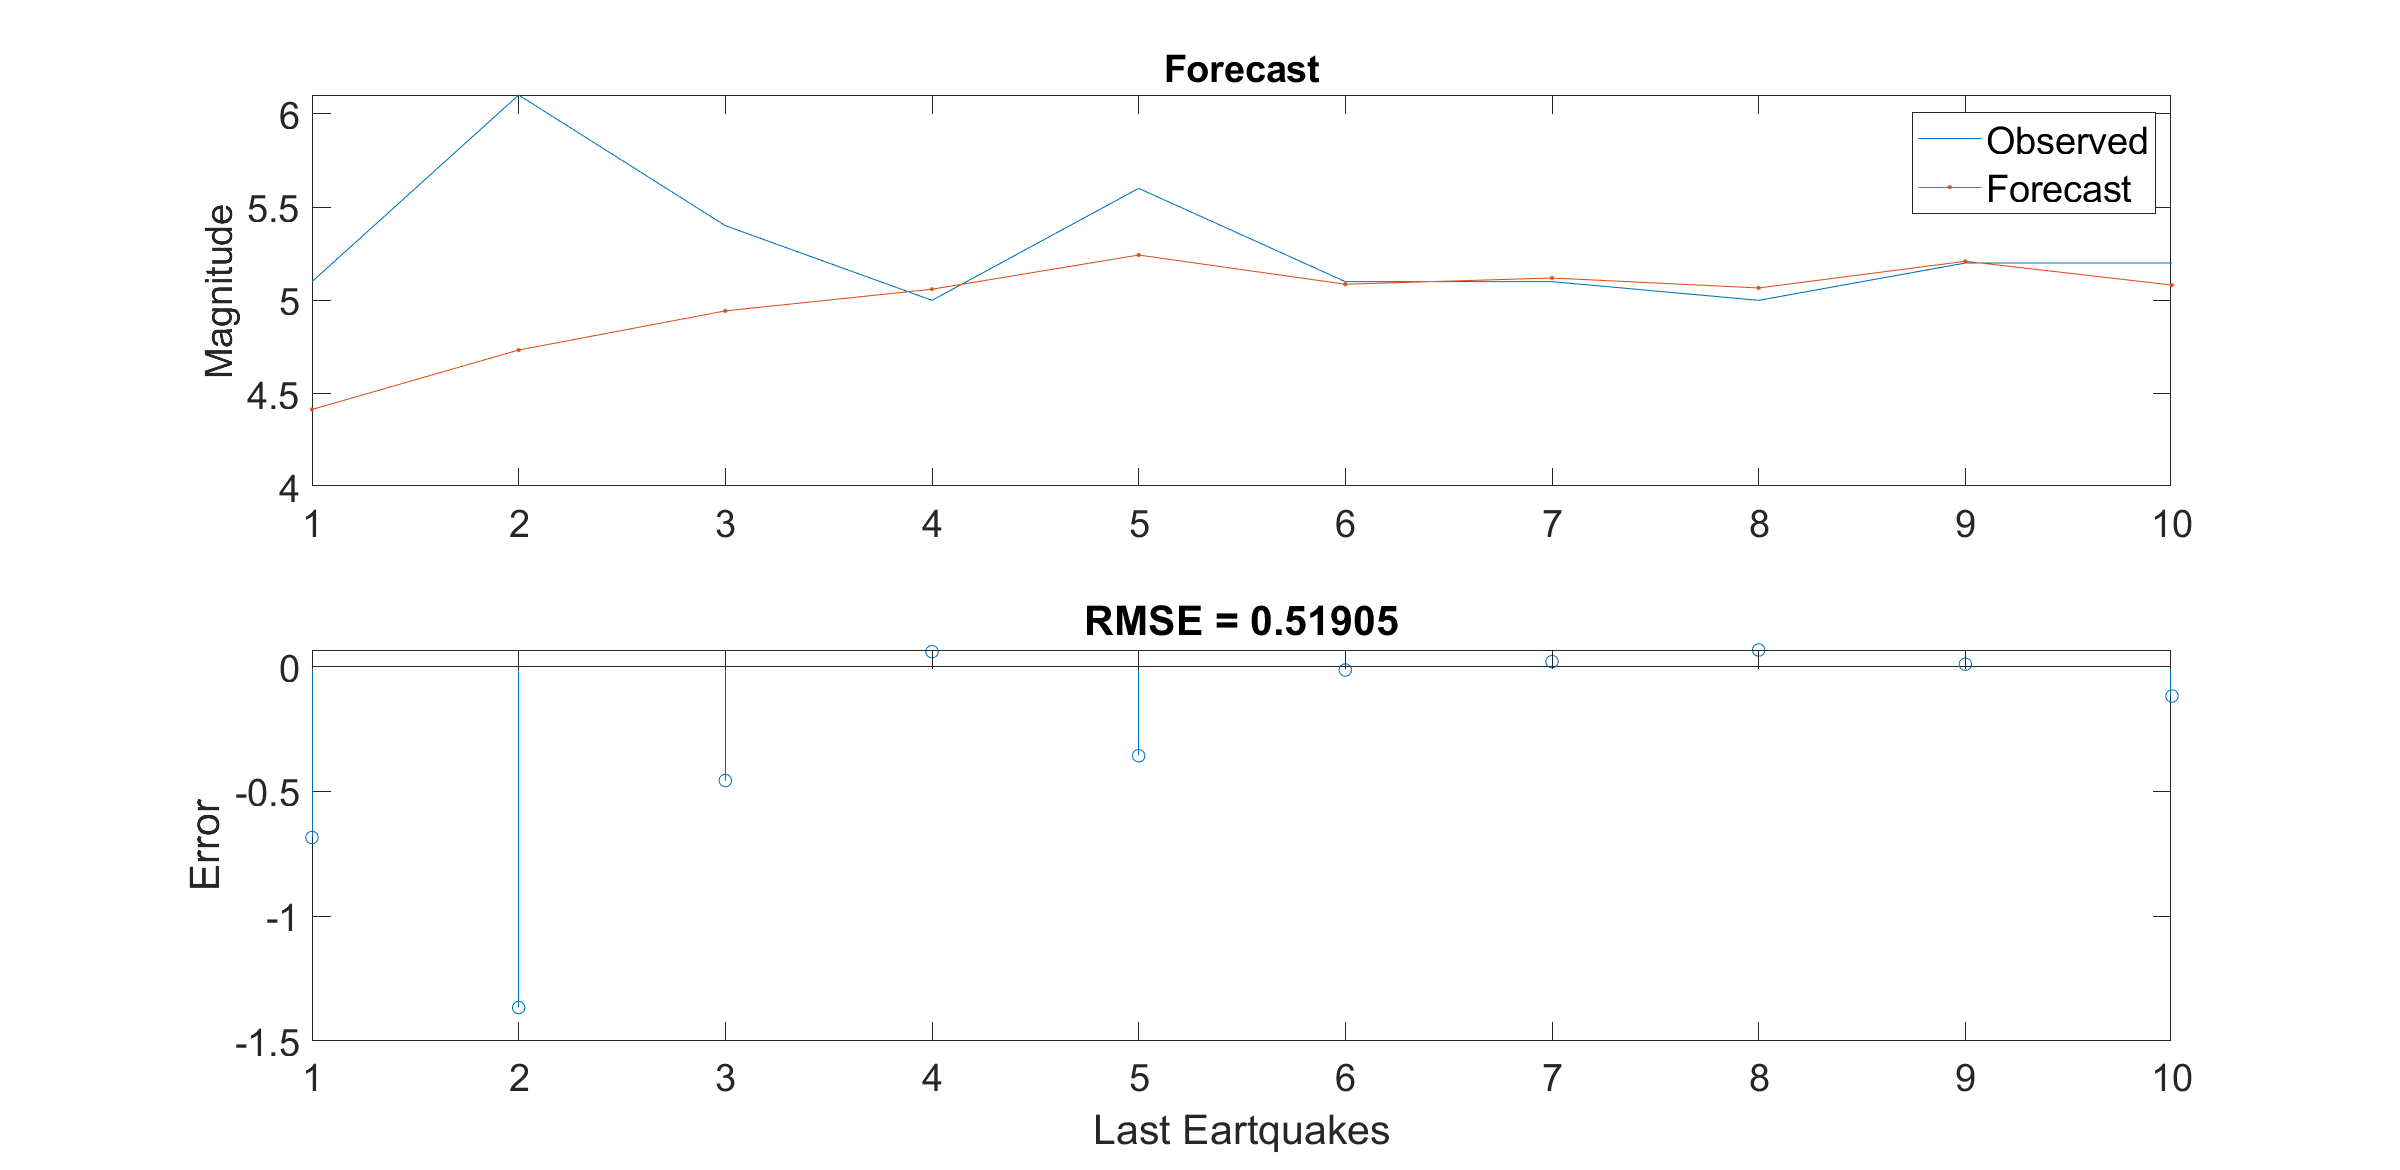 Forecast
6
5.5
5
4.5
4
Magnitude
Observed
Forecast
1 2 3 4 5 6 7 8 9 10
RMSE = 0.51905
0
-0.5
-1
-1.5
Error
1 2 3 4 5 6 7 8 9 10
Last Eartquakes